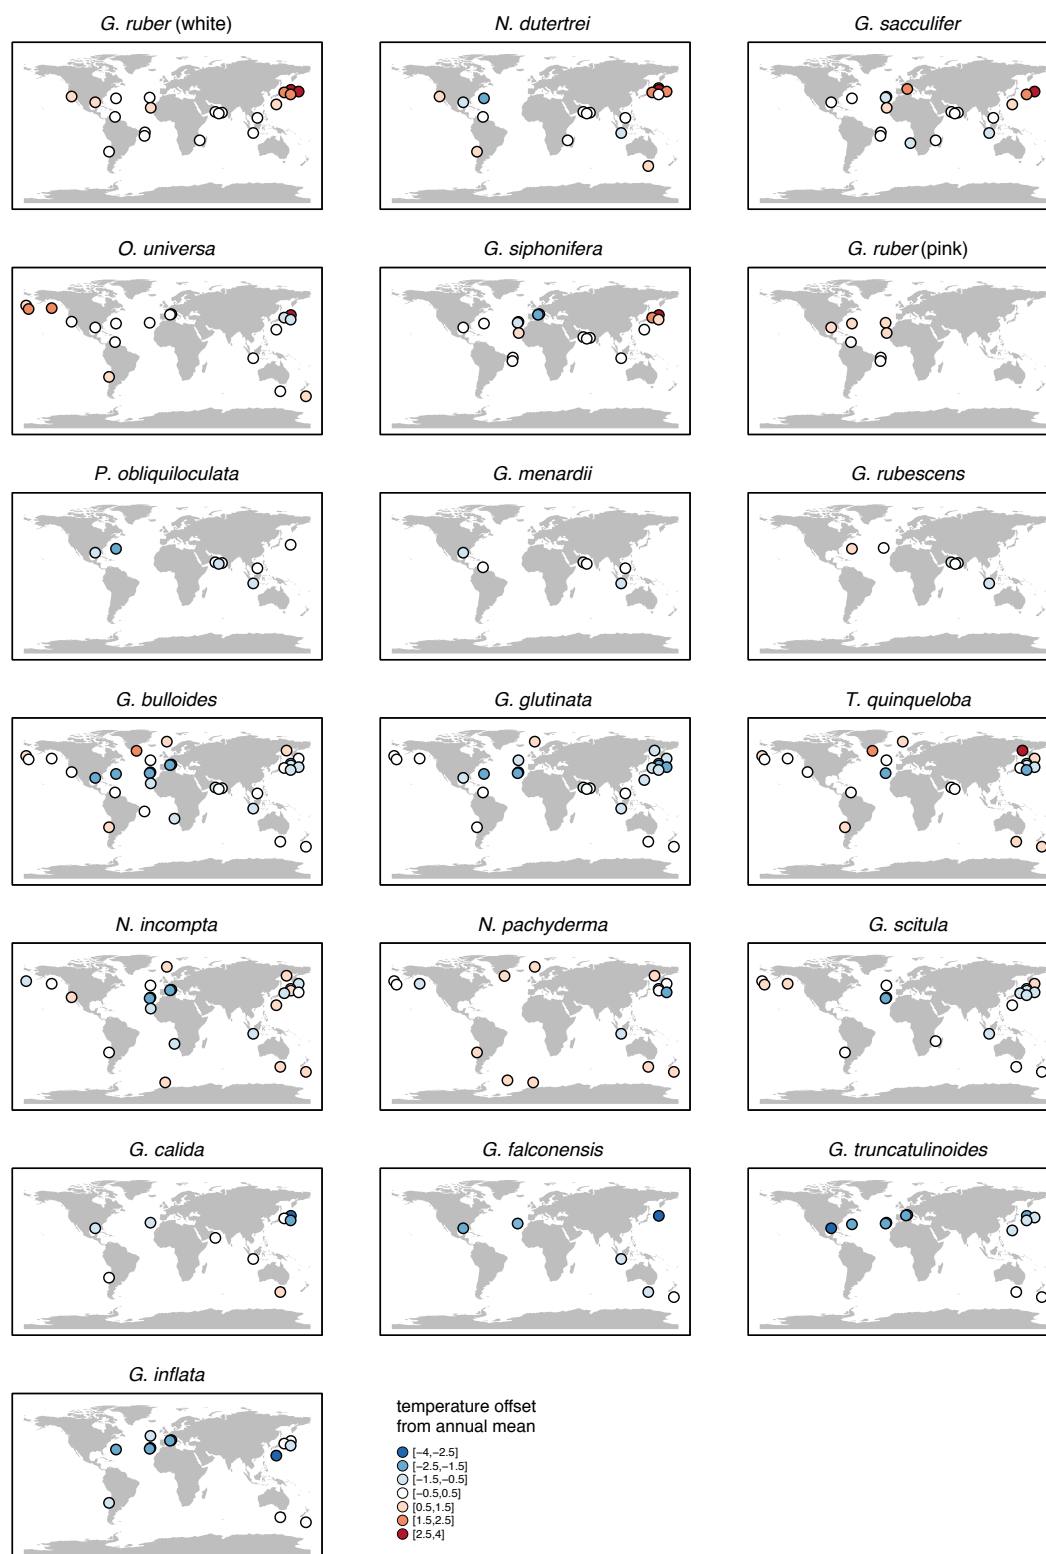 G. ruber (white)
N. dutertrei
G. sacculifer
O. universa
G. siphonifera
G. ruber (pink)
P. obliquiloculata
G. menardii
G. rubescens
G. bulloides
G. glutinata
T. quinqueloba
N. incompta
N. pachyderma
G. scitula
G. calida
G. falconensis
G. truncatulinoides
G. inflata
temperature offset
from annual mean
[−4,−2.5]
[−2.5,−1.5]
[−1.5,−0.5]
[−0.5,0.5]
[0.5,1.5]
[1.5,2.5]
[2.5,4]